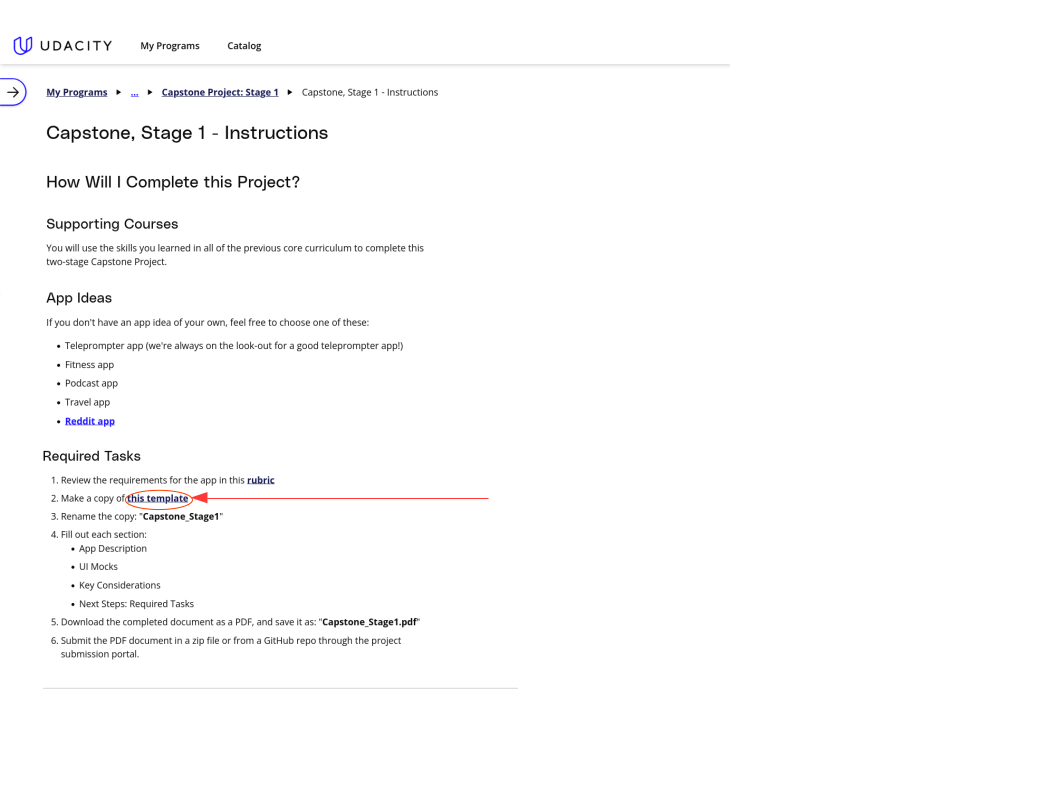 UDACITY My Programs Catalog
My Programs ... Capstone Project: Stage 1 Capstone, Stage 1 - Instructions
Capstone, Stage 1 - Instructions
How Will I Complete this Project?
Supporting Courses
You will use the skills you learned in all of the previous core curriculum to complete this
two-stage Capstone Project.
App Ideas
If you don't have an app idea of your own, feel free to choose one of these:
• Teleprompter app (we're always on the look-out for a good teleprompter app!)
• Fitness app
• Podcast app
• Travel app
• Reddit app
Required Tasks
1. Review the requirements for the app in this rubric
2. Make a copy of this template
3. Rename the copy: "Capstone_Stage1"
4. Fill out each section:
• App Description
• UI Mocks
• Key Considerations
• Next Steps: Required Tasks
5. Download the completed document as a PDF, and save it as: "Capstone_Stage1.pdf"
6. Submit the PDF document in a zip file or from a GitHub repo through the project
submission portal.